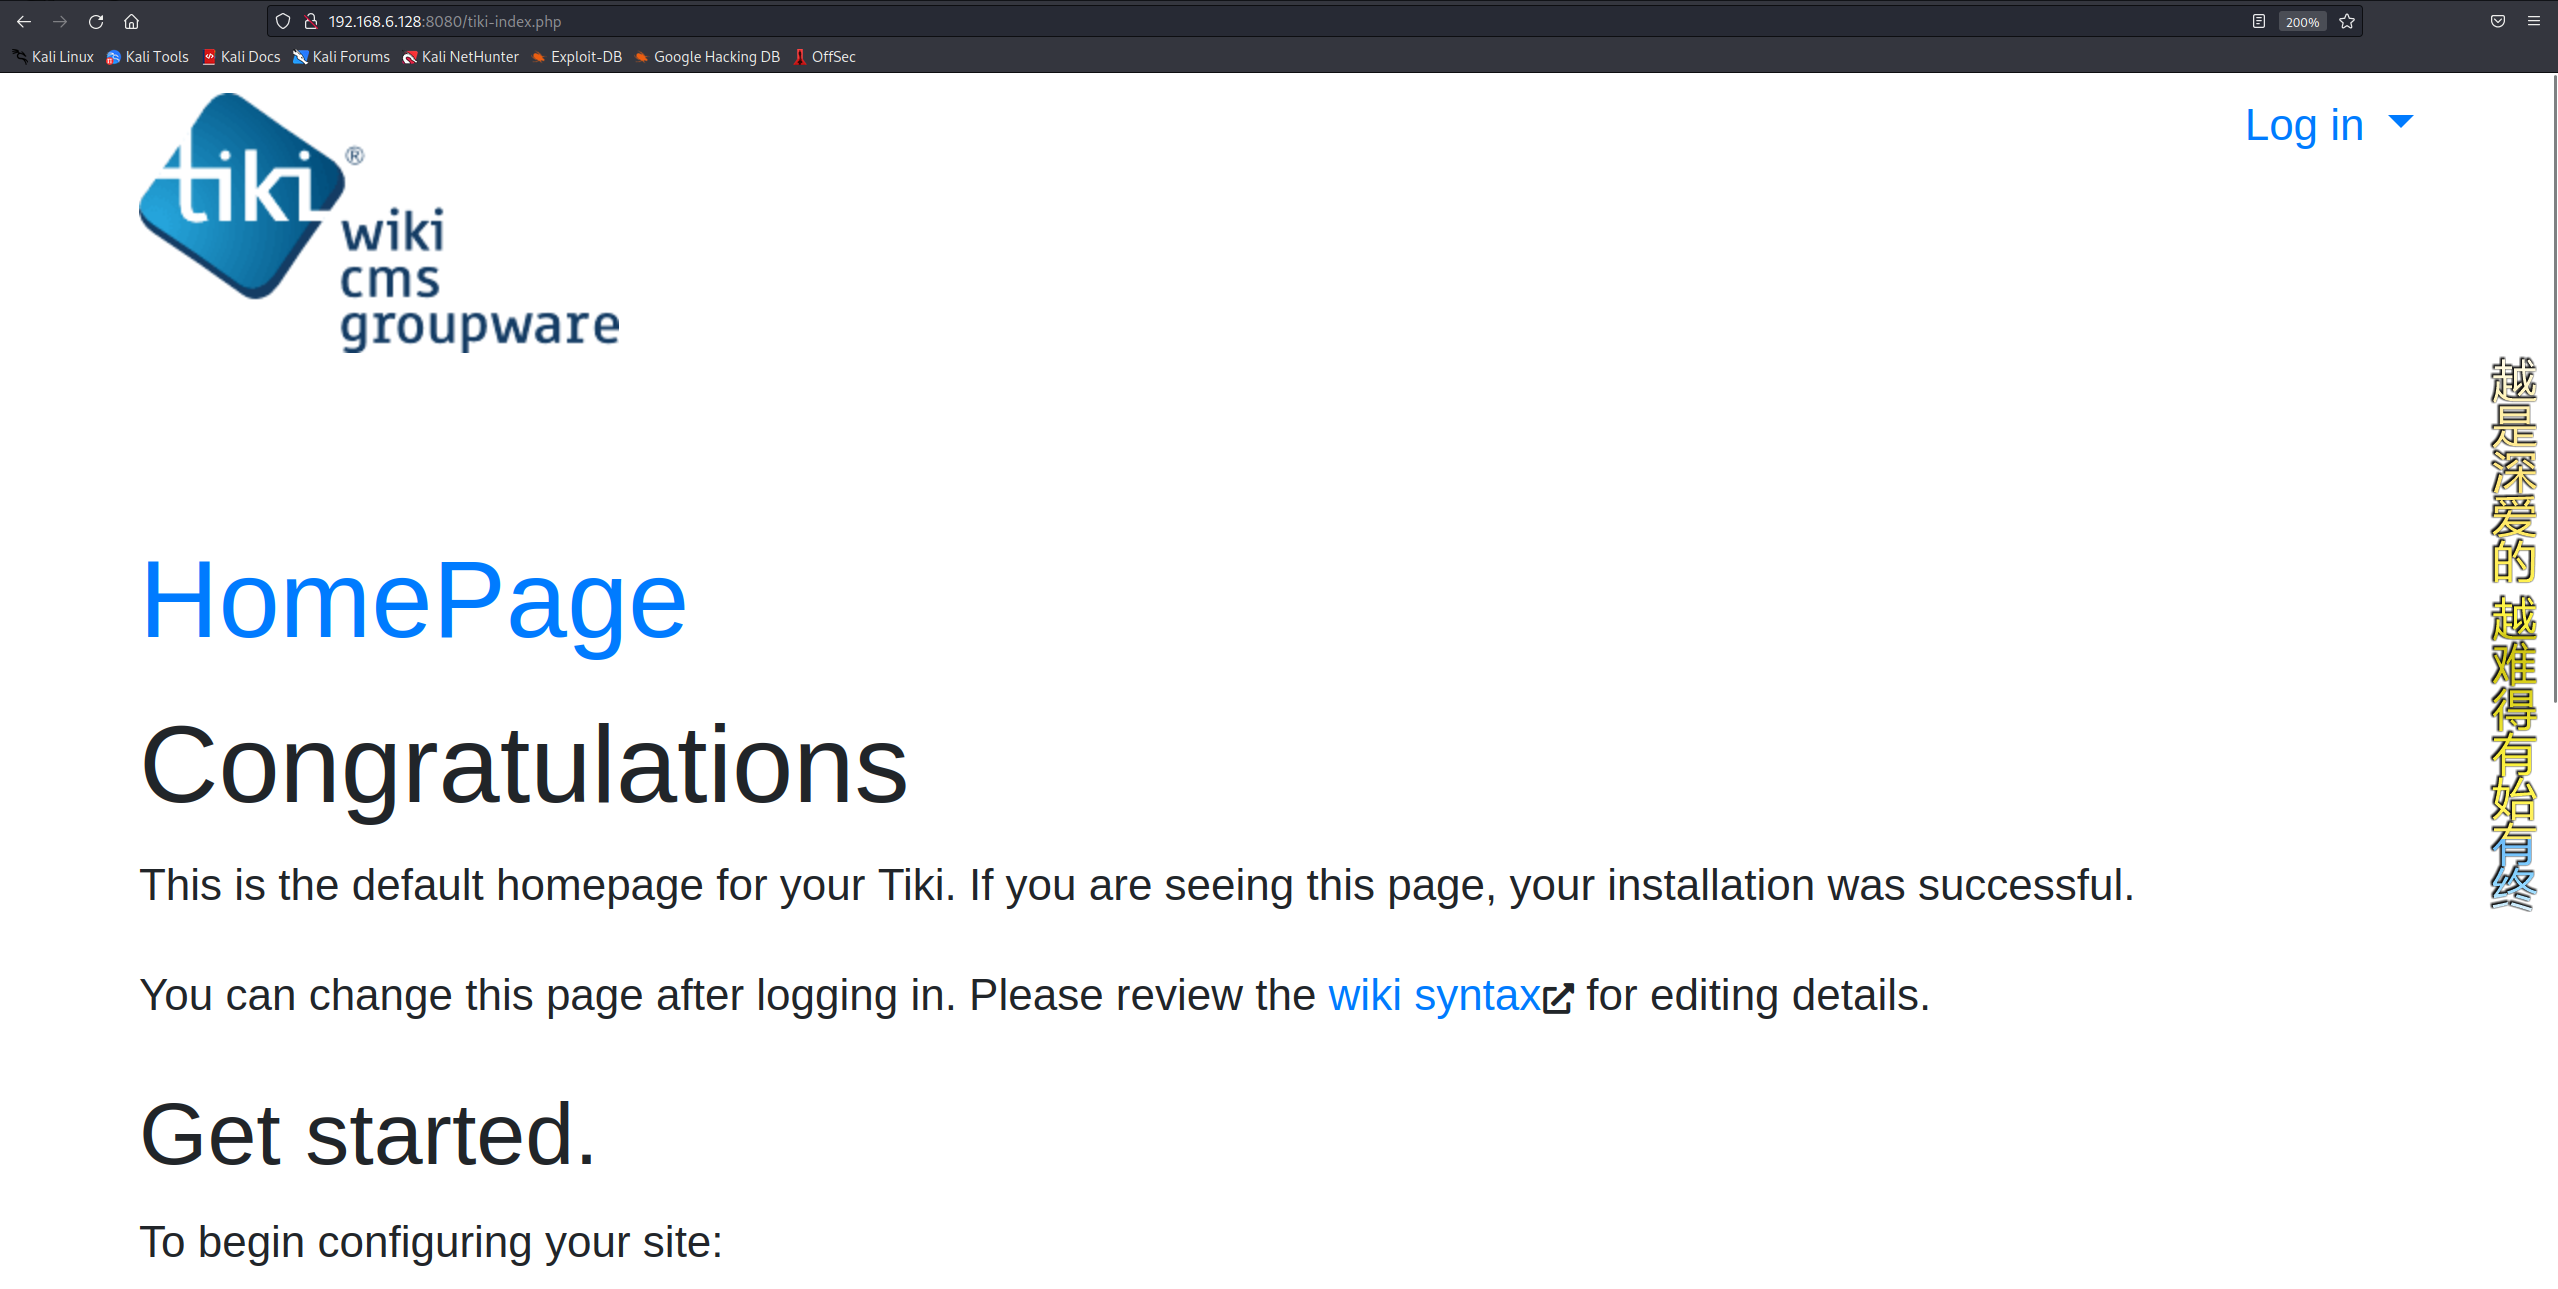 192.168.6.128:8080/tiki-index.php
200%
Kali Linux Kali Tools Kali Docs Kali Forums Kali NetHunter Exploit-DB Google Hacking DB OffSec
tiki®
wiki
cms
groupware
Log in
HomePage
Congratulations
This is the default homepage for your Tiki. If you are seeing this page, your installation was successful.
You can change this page after logging in. Please review the wiki syntax for editing details.
Get started.
To begin configuring your site:
越是深爱的 越难得有始有终